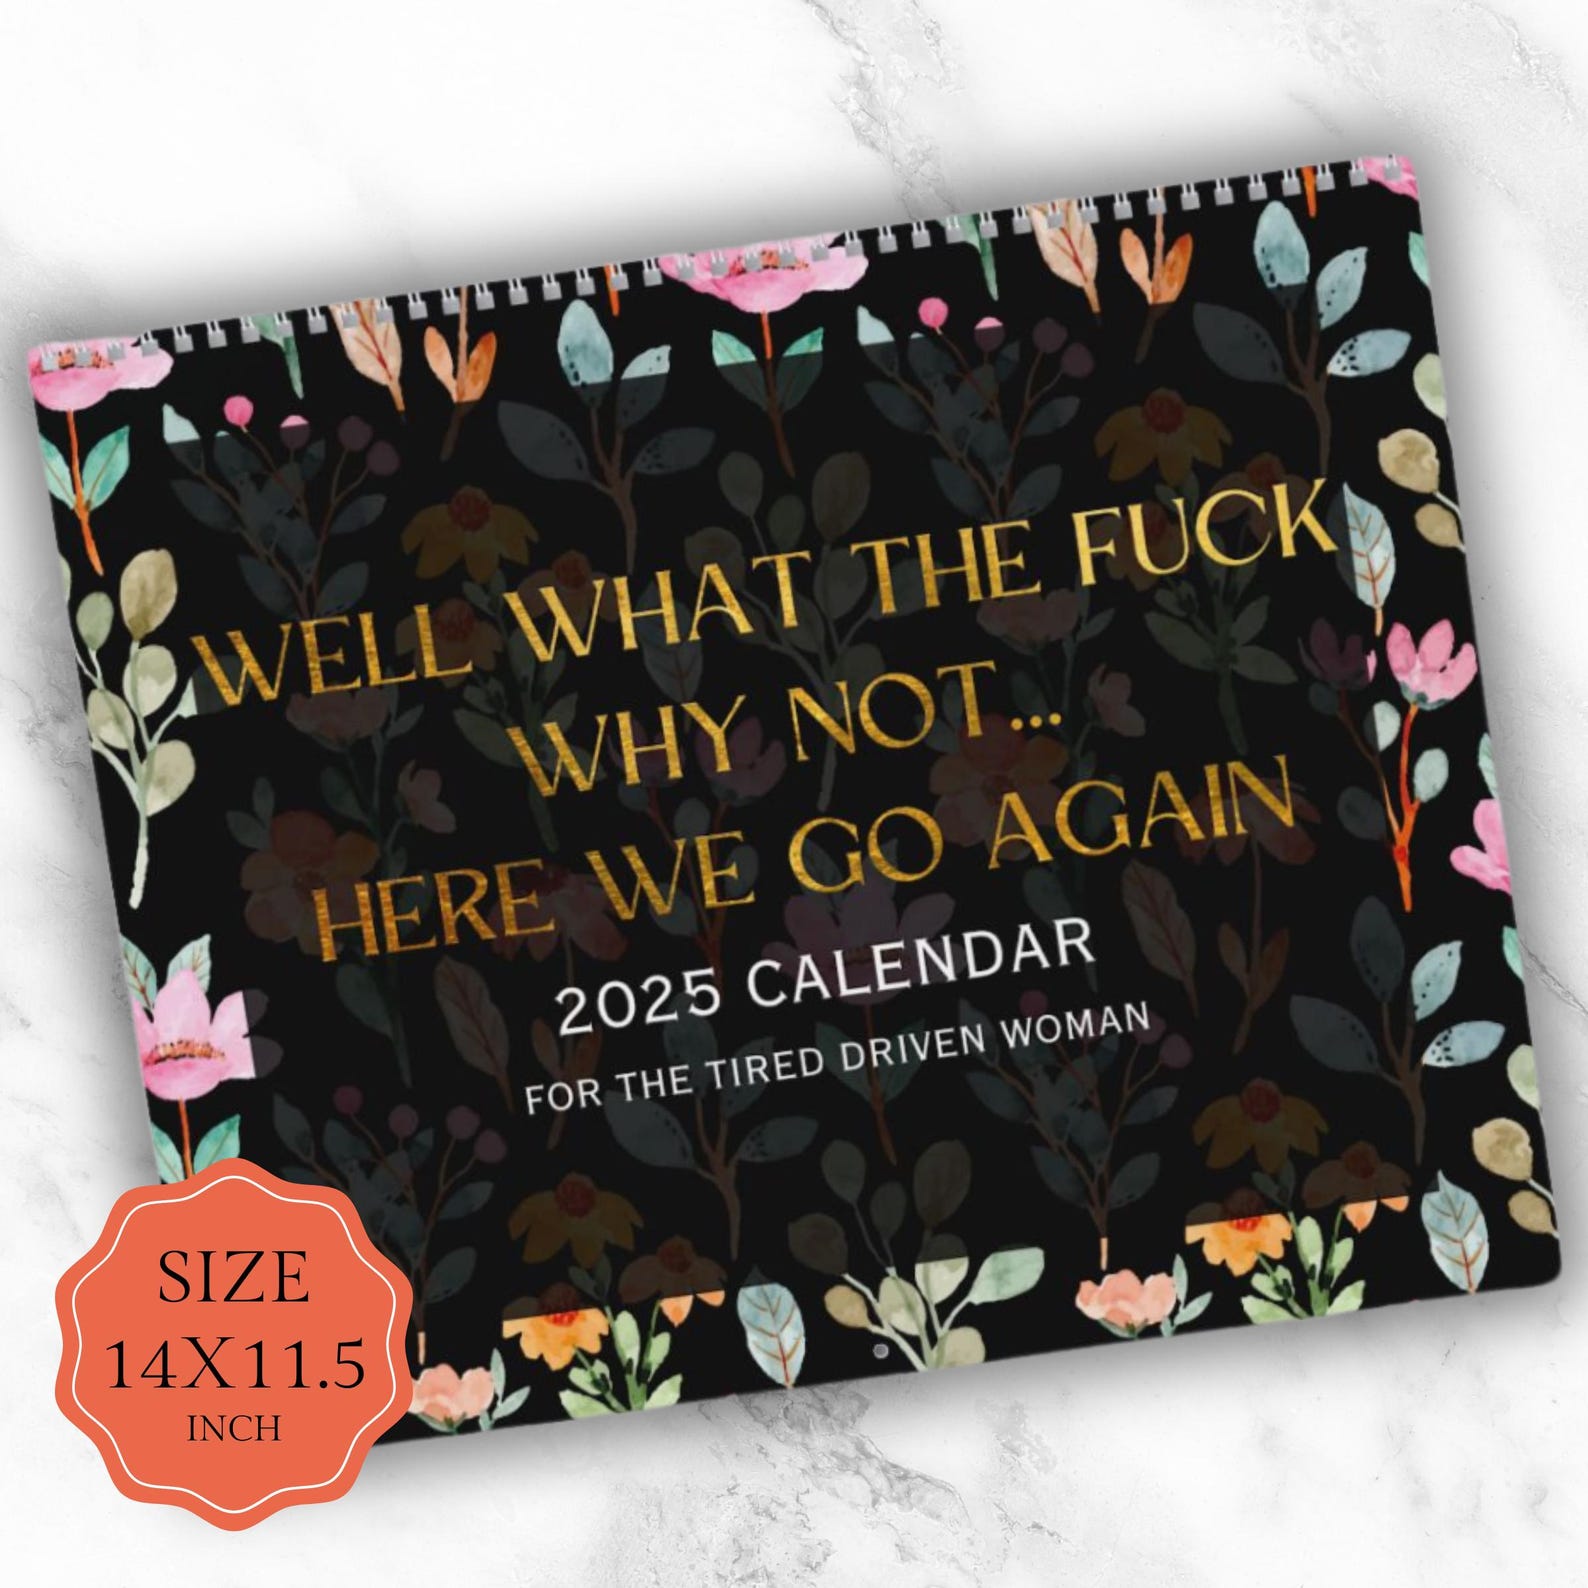 WELL WHAT THE FUCK
WHY NOT...
HERE WE GO AGAIN
2025 CALENDAR
FOR THE TIRED DRIVEN WOMAN
SIZE
14X11.5
INCH